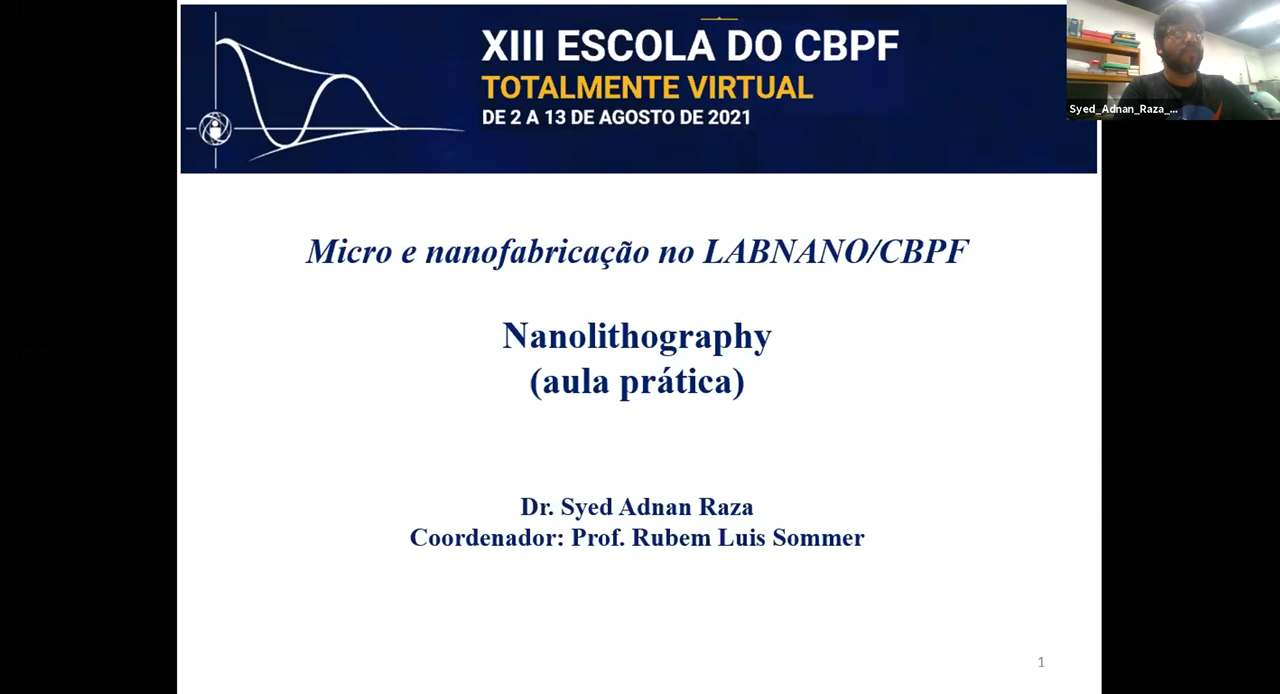 XIII ESCOLA DO CBPF
TOTALMENTE VIRTUAL
DE 2 A 13 DE AGOSTO DE 2021
Syed_Adnan_Raza_...
Micro e nanofabricação no LABNANO/CBPF
Nanolithography
(aula prática)
Dr. Syed Adnan Raza
Coordenador: Prof. Rubem Luis Sommer
1